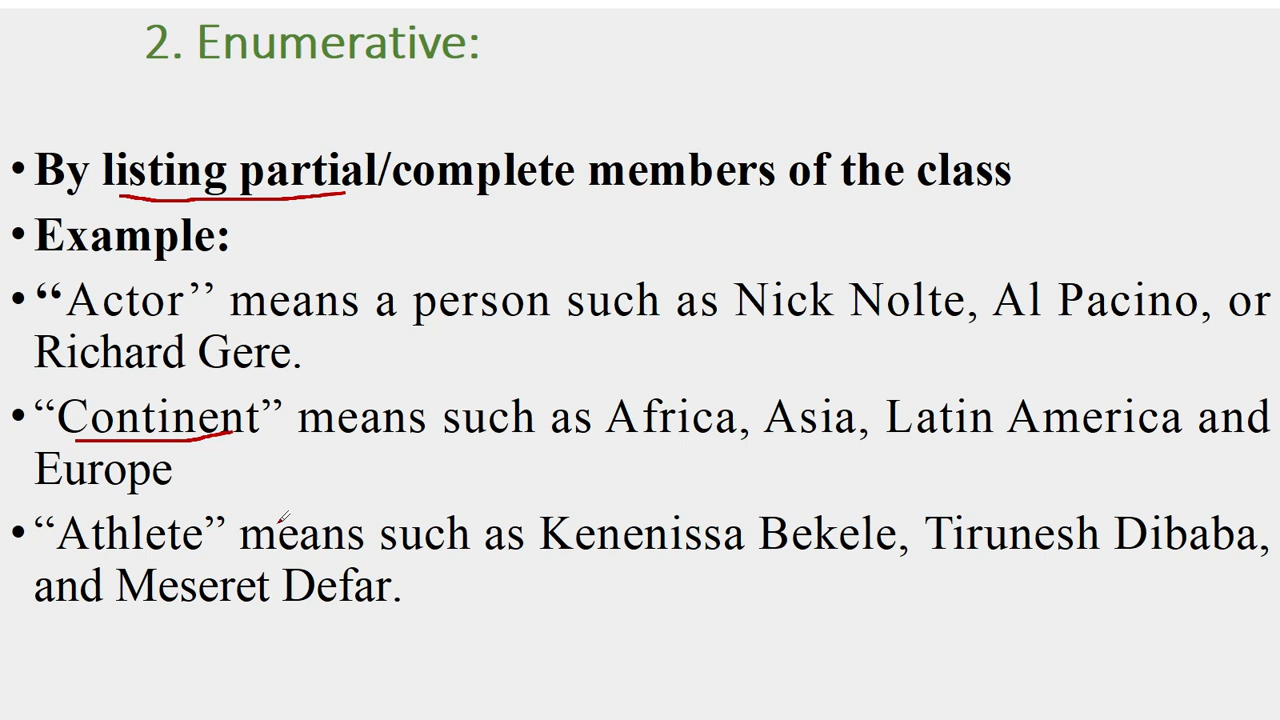 2. Enumerative:
• By listing partial/complete members of the class
• Example:
• “Actor’’ means a person such as Nick Nolte, Al Pacino, or
Richard Gere.
• “Continent” means such as Africa, Asia, Latin America and
Europe
• “Athlete” means such as Kenenissa Bekele, Tirunesh Dibaba,
and Meseret Defar.